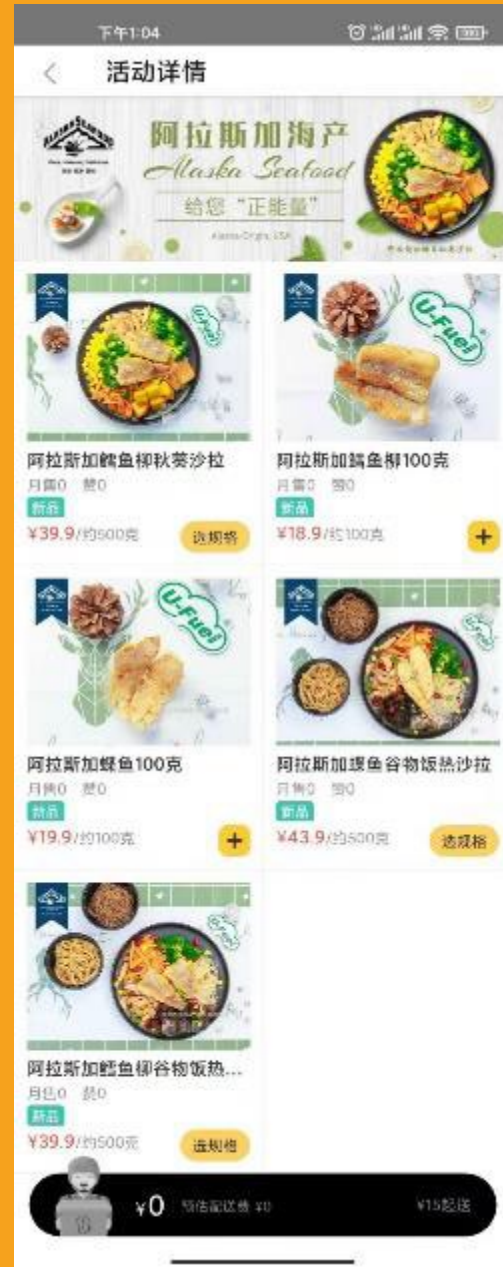 下午1:04
活动详情
ALASKA SEAFOOD
阿拉斯加海产
Alaska Seafood
给您“正能量”
Alaska Origin, USA
U-Fuel
阿拉斯加鳕鱼柳秋葵沙拉
月售0 赞0
新品
¥39.9/约500克
选规格
U-Fuel
阿拉斯加鳕鱼柳100克
月售0 赞0
新品
¥18.9/约100克
+
U-Fuel
阿拉斯加鲽鱼100克
月售0 赞0
新品
¥19.9/约100克
+
阿拉斯加鲽鱼谷物饭热沙拉
月售0 赞0
新品
¥43.9/约500克
选规格
阿拉斯加鳕鱼柳谷物饭热...
月售0 赞0
新品
¥39.9/约500克
选规格
¥0 预估配送费 ¥0
¥15起送